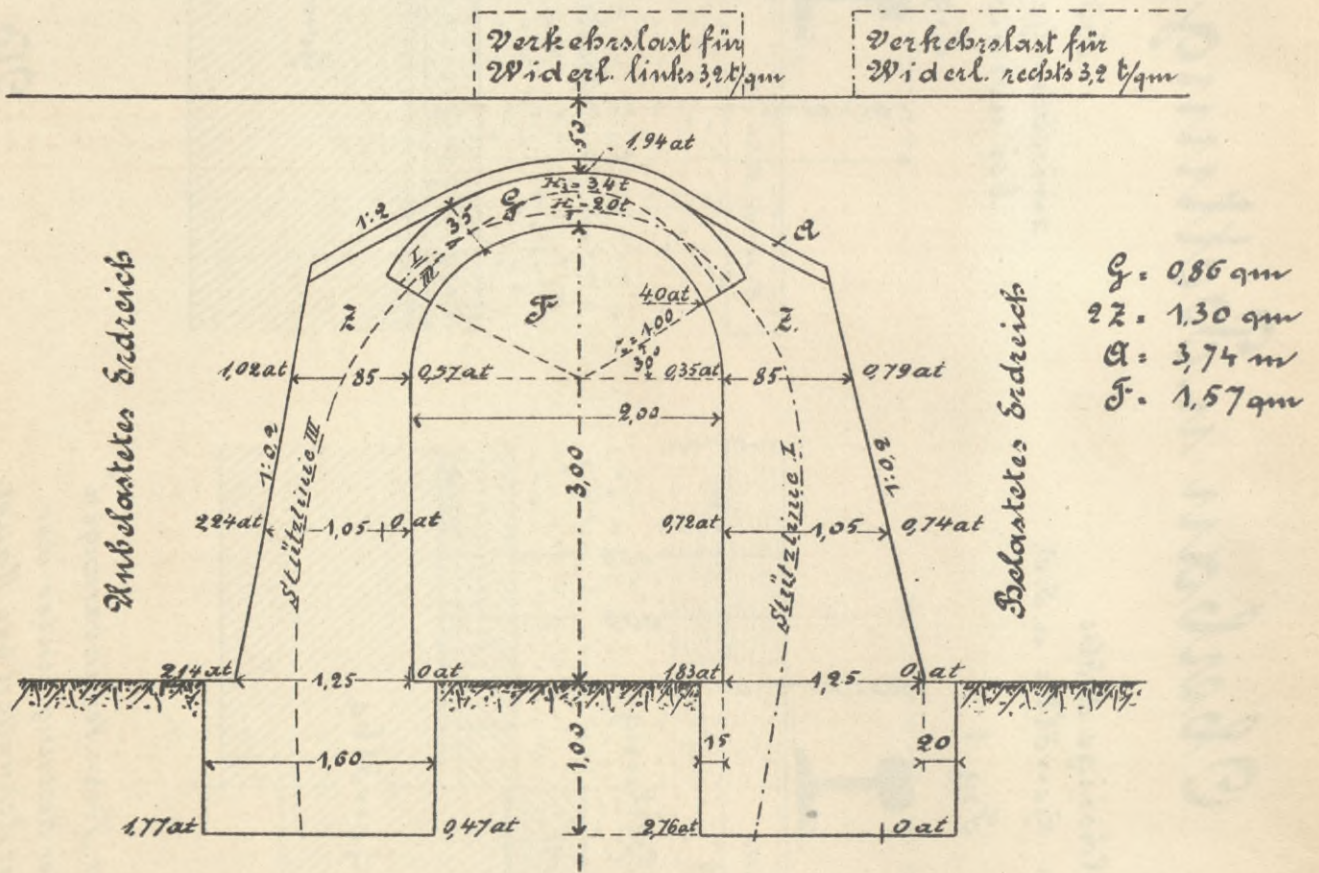 Verkehrslast für
Widerl. links 3,2 t/qm
Verkehrslast für
Widerl. rechts 3,2 t/qm
50
1,94 at
H₁ = 3,4 t
H = 2,0 t
1:2
35
G
A
I
III
Z
F
Z
40 at
r = 1,00
30°
Unbelastetes Erdreich
Belastetes Erdreich
G = 0,86 qm
2Z = 1,30 qm
A = 3,74 m
F = 1,57 qm
1,02 at
85
0,57 at
0,35 at
85
0,79 at
2,00
1:0,2
1:0,2
Stützlinie III
Stützlinie I
3,00
2,24 at
1,05
0 at
0,72 at
1,05
0,74 at
2,14 at
1,25
0 at
1,83 at
1,25
0 at
1,60
1,00
15
20
1,77 at
0,47 at
2,76 at
0 at